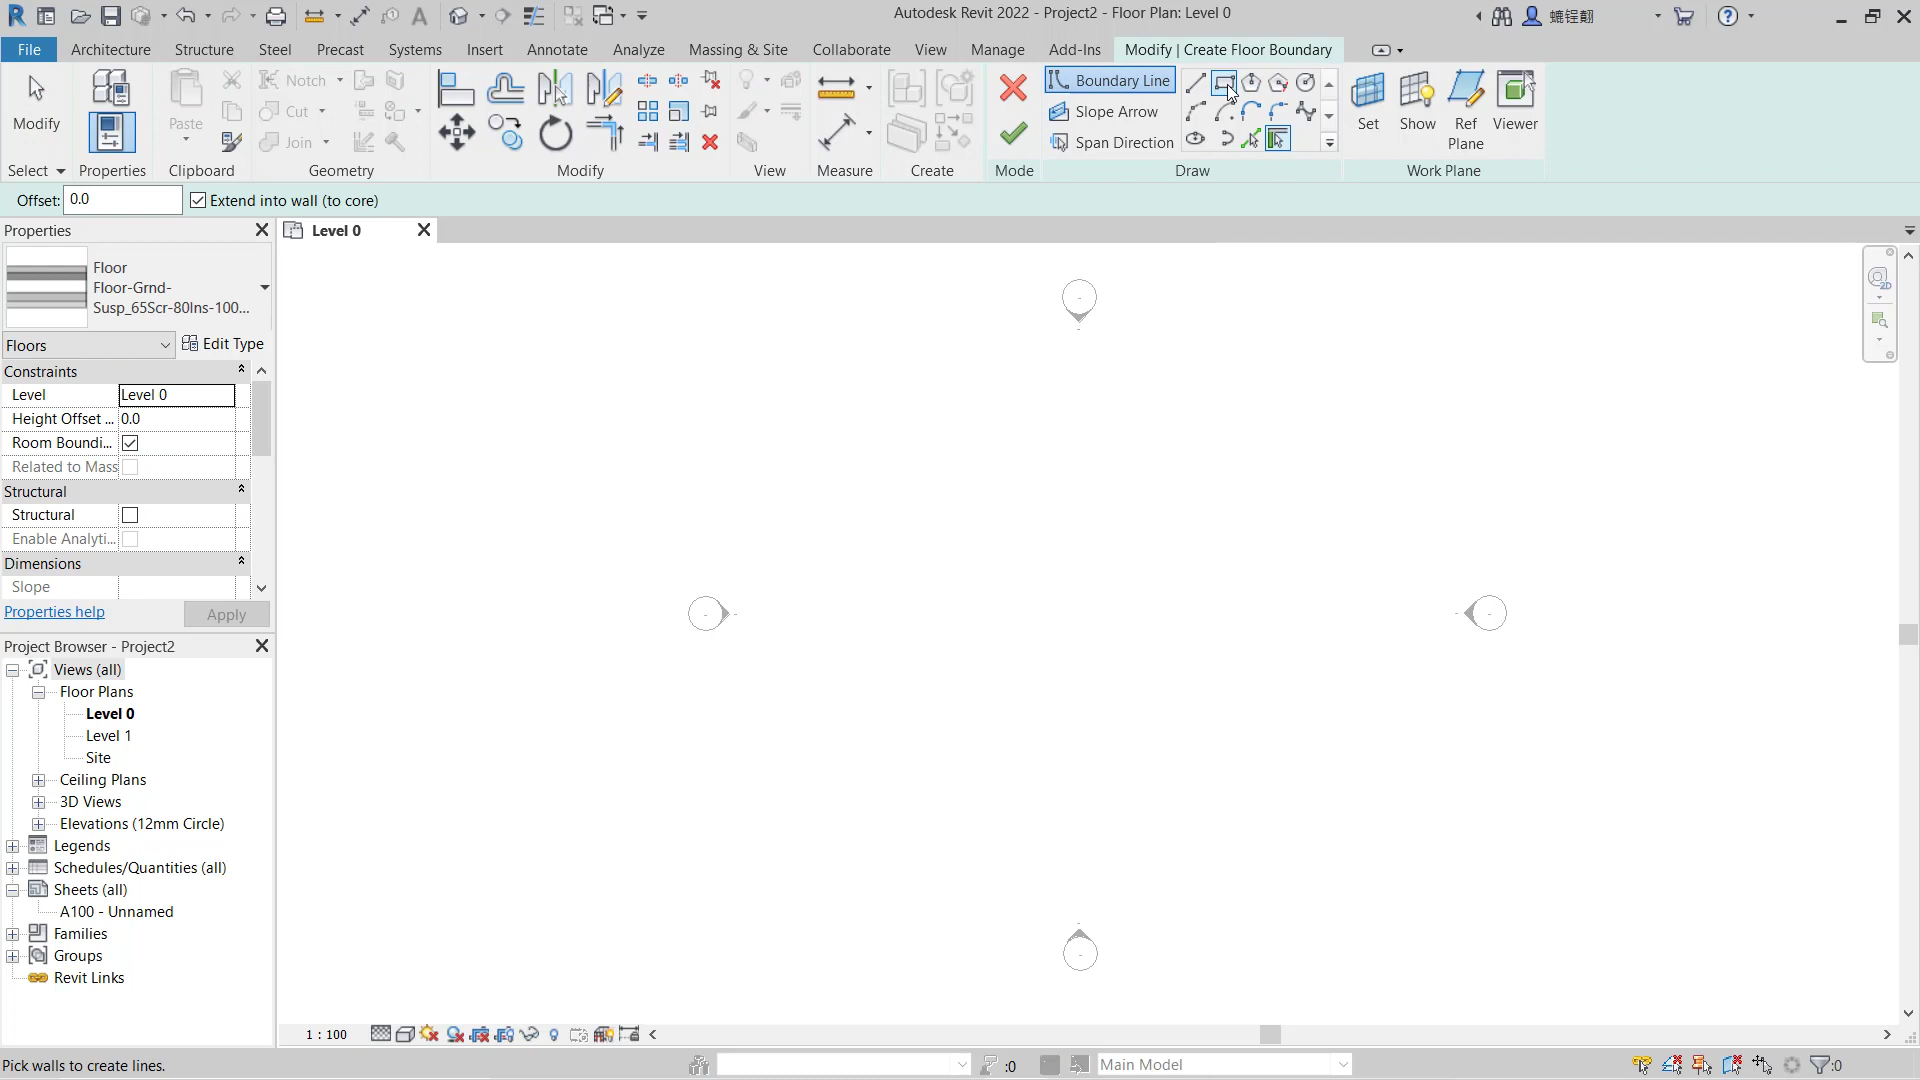 Autodesk Revit 2022 - Project2 - Floor Plan: Level 0
螰锃翿
File Architecture Structure Steel Precast Systems Insert Annotate Analyze Massing & Site Collaborate View Manage Add-Ins Modify | Create Floor Boundary
Modify
Paste
Notch
Cut
Join
Boundary Line
Slope Arrow
Span Direction
Set
Show
Ref
Plane
Viewer
Select Properties Clipboard Geometry Modify View Measure Create Mode Draw Work Plane
Offset: 0.0 Extend into wall (to core)
Properties
Level 0
Floor
Floor-Grnd-
Susp_65Scr-80Ins-100...
Floors Edit Type
Constraints
Level Level 0
Height Offset ... 0.0
Room Boundi...
Related to Mass
Structural
Structural
Enable Analyti...
Dimensions
Slope
Properties help Apply
Project Browser - Project2
Views (all)
Floor Plans
Level 0
Level 1
Site
Ceiling Plans
3D Views
Elevations (12mm Circle)
Legends
Schedules/Quantities (all)
Sheets (all)
A100 - Unnamed
Families
Groups
Revit Links
1 : 100
Pick walls to create lines. :0 Main Model :0